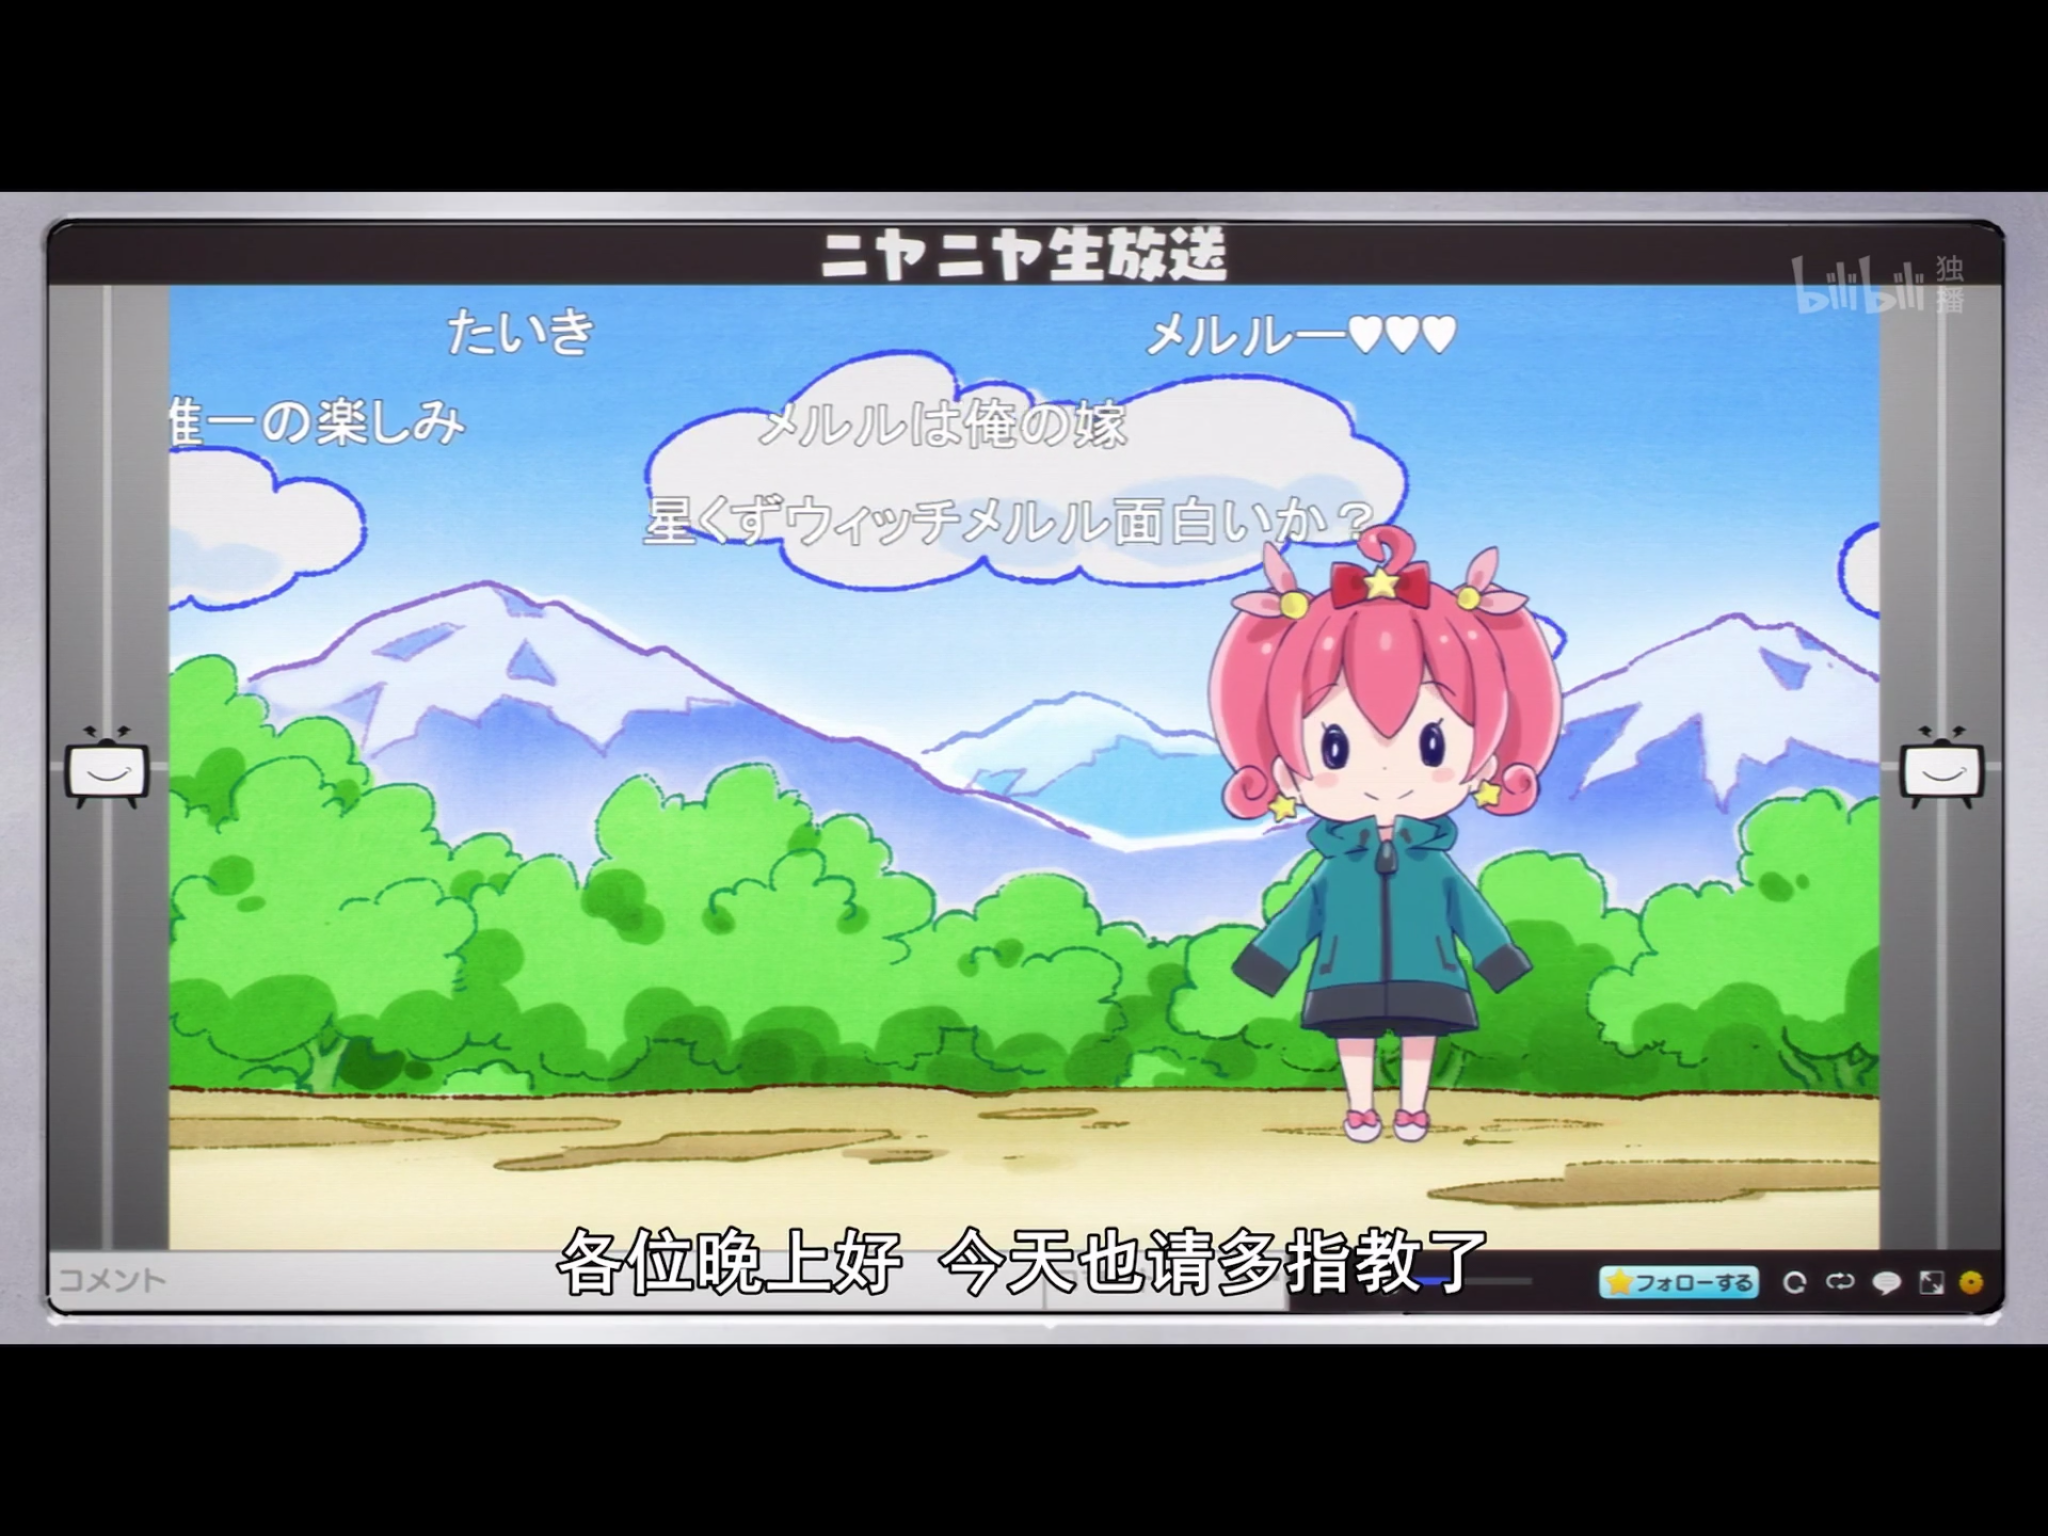 ニヤニヤ生放送
bilibili 独播
たいき
メルルー♥♥♥
唯一の楽しみ
メルルは俺の嫁
星くずウィッチメルル面白いか？
各位晚上好 今天也请多指教了
コメント
フォローする